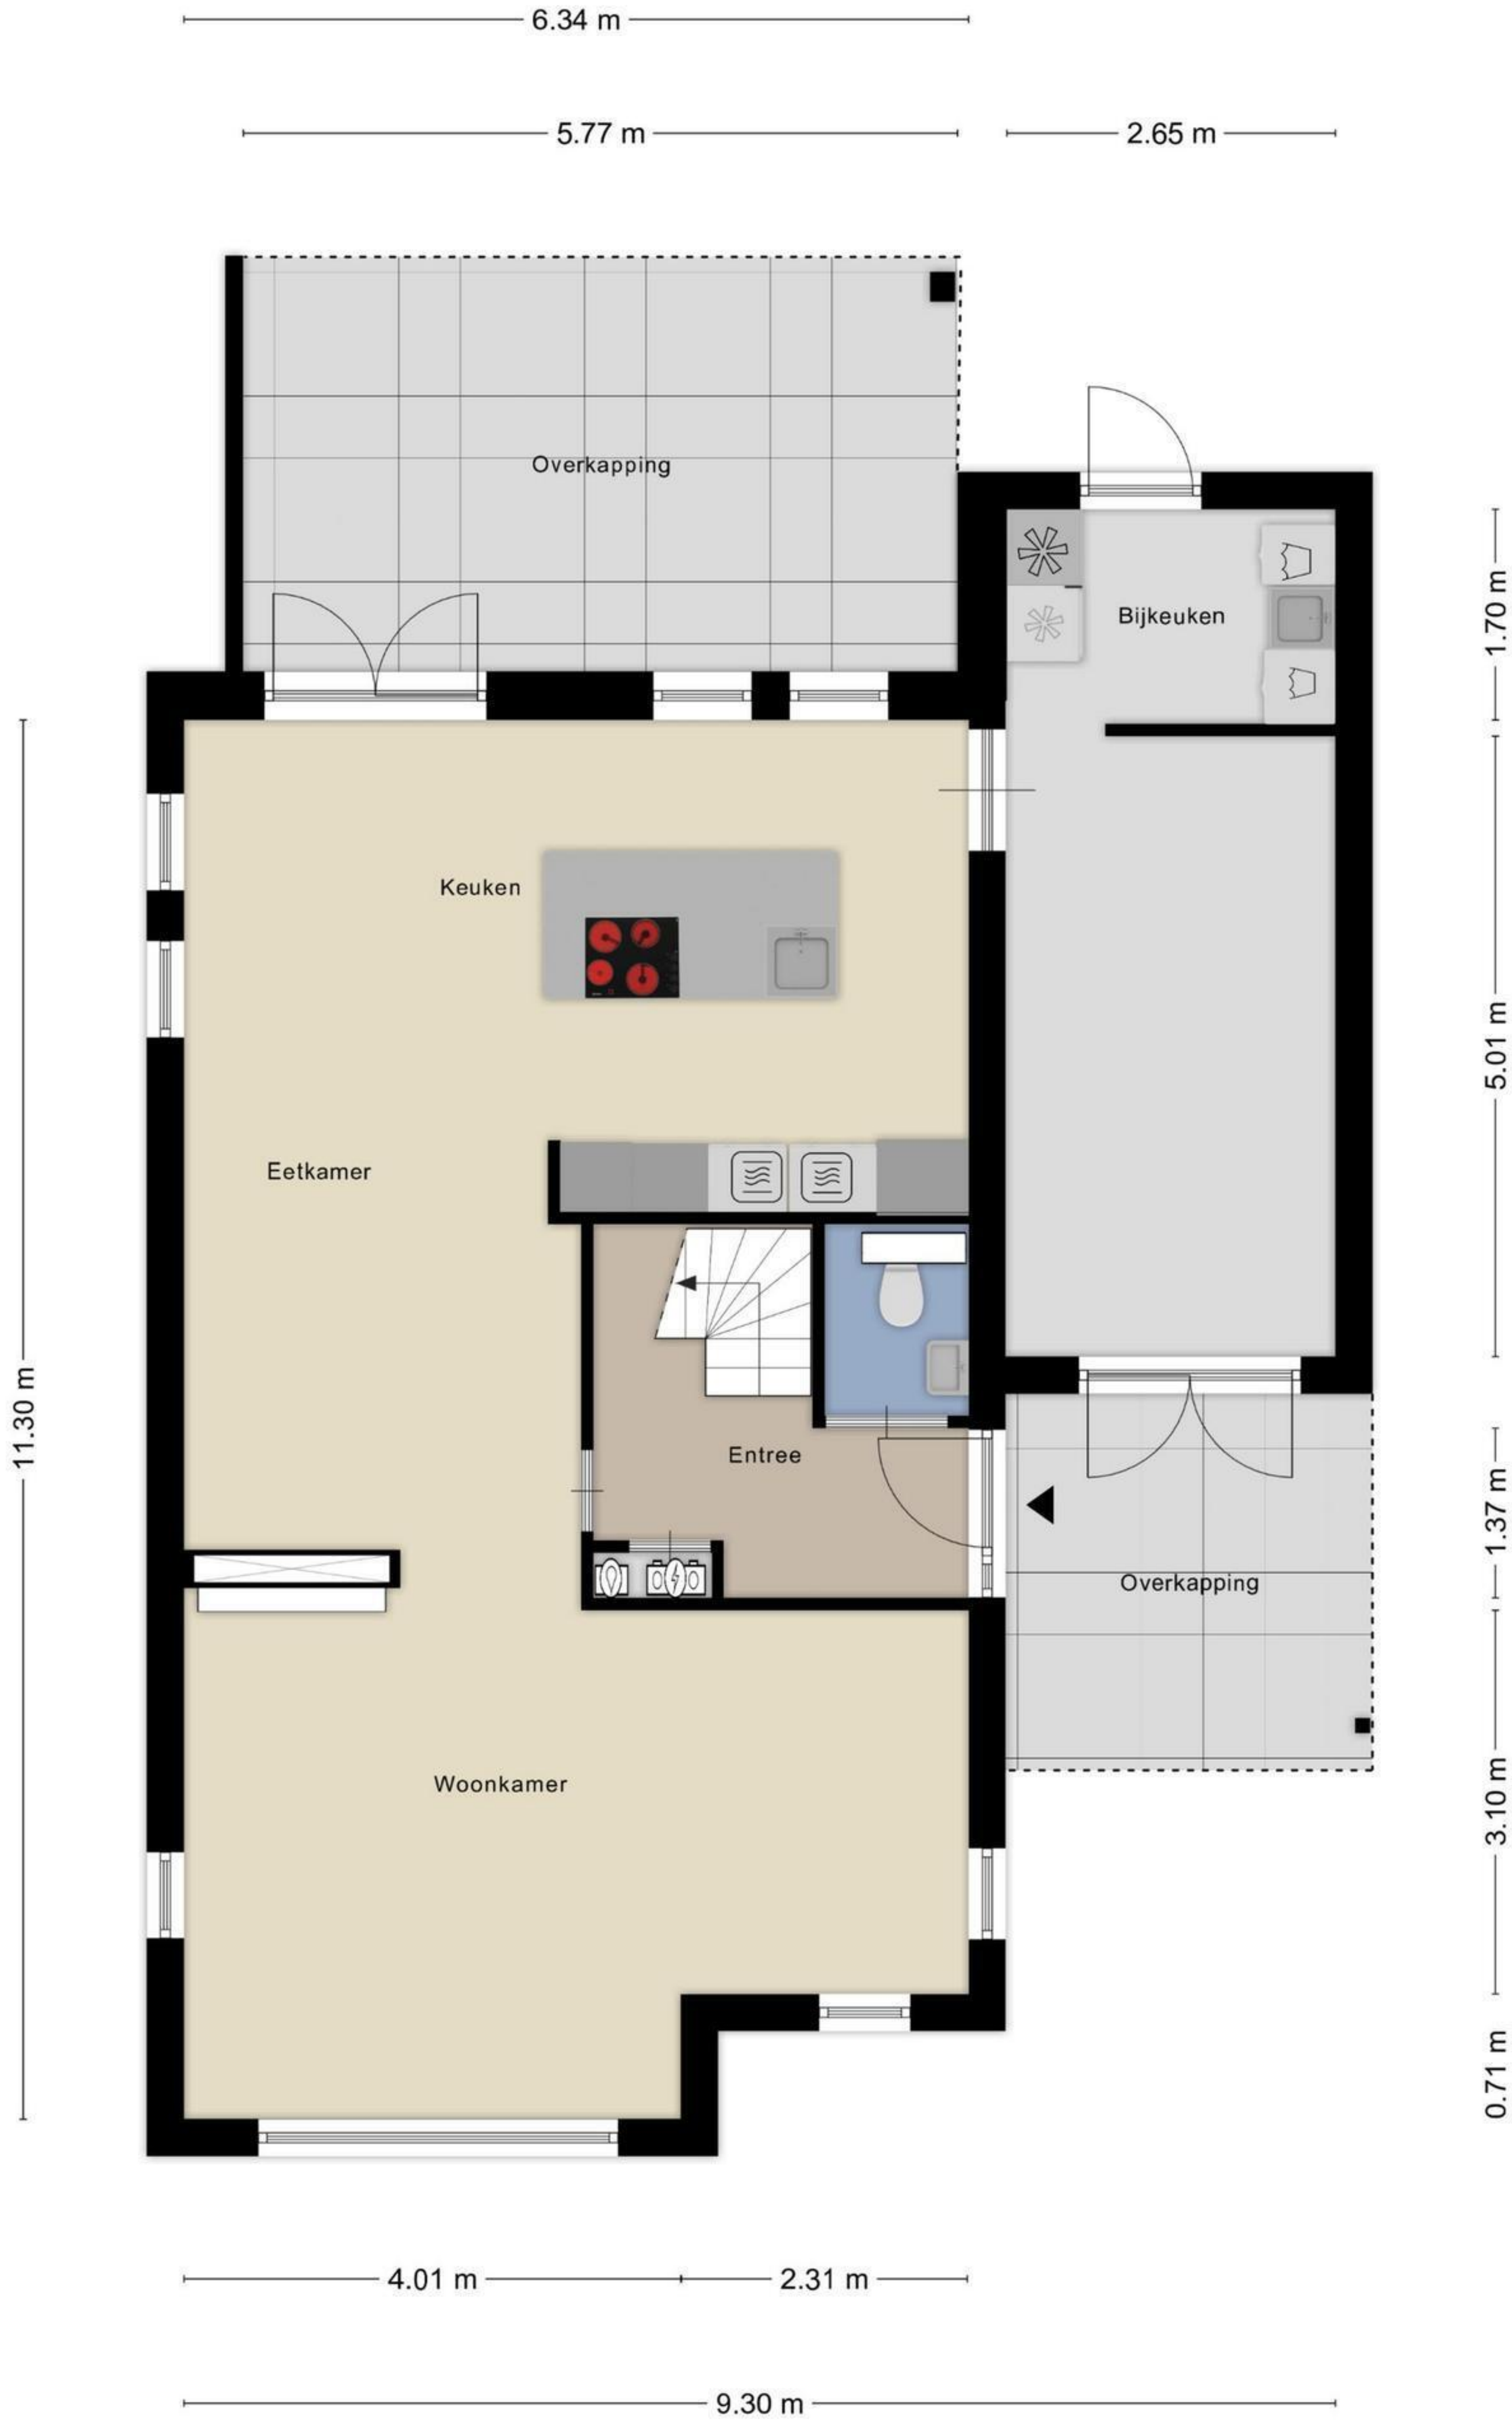 6.34 m
5.77 m
2.65 m
Overkapping
Bijkeuken
1.70 m
Keuken
5.01 m
Eetkamer
11.30 m
Entree
1.37 m
Overkapping
Woonkamer
3.10 m
0.71 m
4.01 m
2.31 m
9.30 m